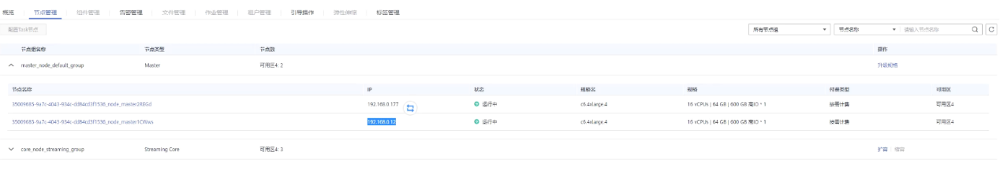 概览 节点管理 组件管理 告警管理 文件管理 作业管理 租户管理 引导操作 弹性伸缩 标签管理
配置Task节点 所有节点组 节点名称 请输入节点名称
节点组名称 节点类型 节点数 操作
master_node_default_group Master 可用区4: 2 升级规格
节点名称 IP 状态 规格名 规格 付费类型 可用区
35009685-9a7c-4043-934c-dd84cd3f1536_node_master2REGd 192.168.0.177 运行中 c6.4xlarge.4 16 vCPUs | 64 GB | 600 GB 高IO * 1 按需计费 可用区4
35009685-9a7c-4043-934c-dd84cd3f1536_node_master1CWws 192.168.0.12 运行中 c6.4xlarge.4 16 vCPUs | 64 GB | 600 GB 高IO * 1 按需计费 可用区4
core_node_streaming_group Streaming Core 可用区4: 3 扩容 缩容